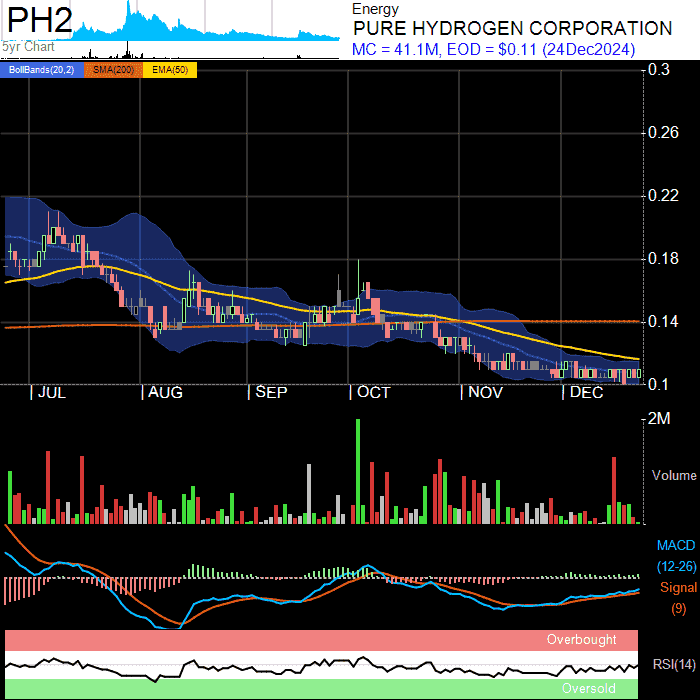 PH2
5yr Chart
Energy
PURE HYDROGEN CORPORATION
MC = 41.1M, EOD = $0.11 (24Dec2024)
BollBands(20,2) SMA(200) EMA(50)
0.3
0.26
0.22
0.18
0.14
0.1
JUL AUG SEP OCT NOV DEC
2M
Volume
MACD
(12-26)
Signal
(9)
Overbought
RSI(14)
Oversold